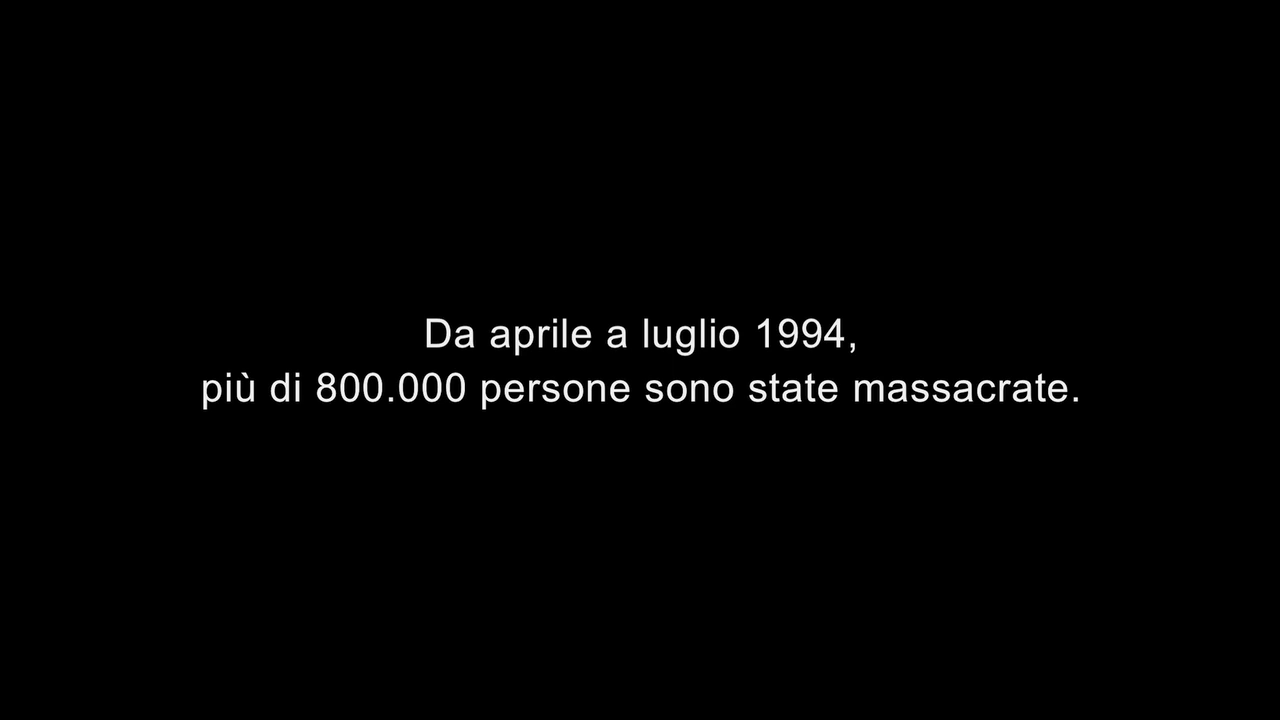 Da aprile a luglio 1994,
più di 800.000 persone sono state massacrate.